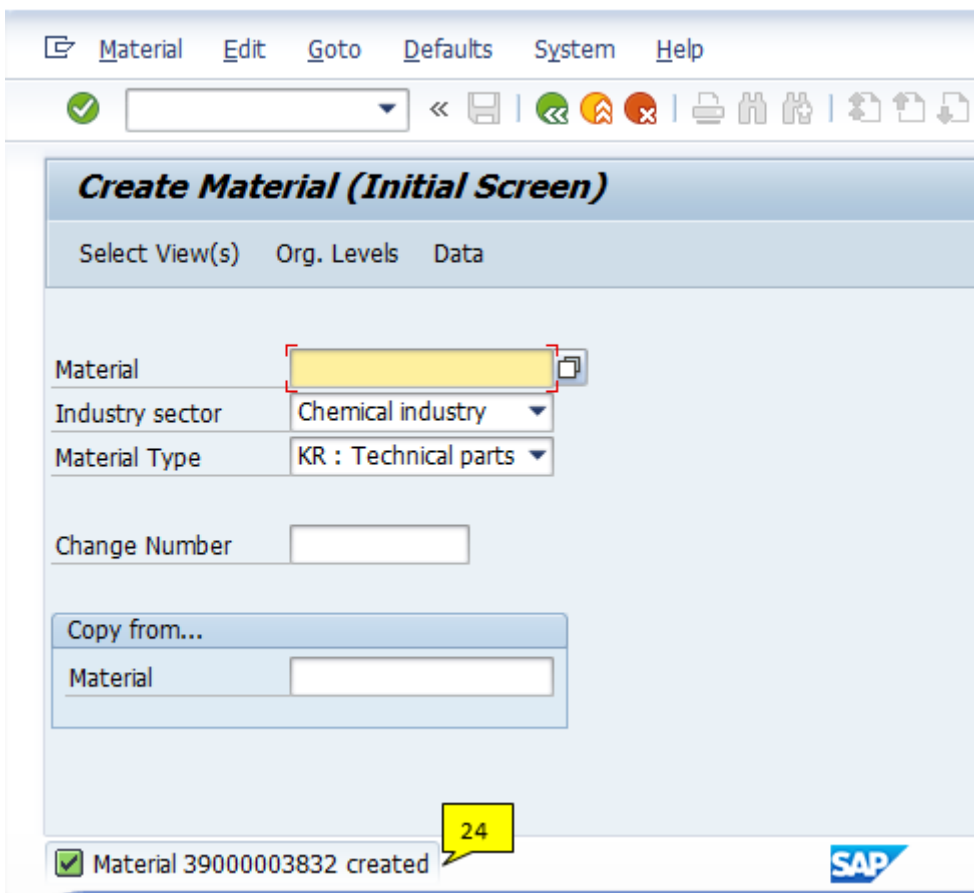 Material Edit Goto Defaults System Help
Create Material (Initial Screen)
Select View(s) Org. Levels Data
Material
Industry sector Chemical industry
Material Type KR : Technical parts
Change Number
Copy from...
Material
24
Material 39000003832 created
SAP